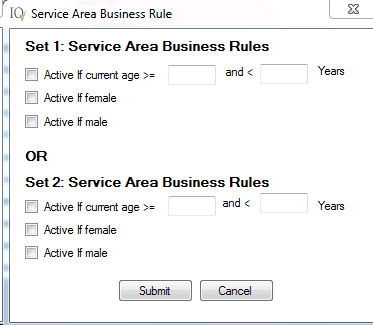 IQ Service Area Business Rule
Set 1: Service Area Business Rules
Active If current age >= and < Years
Active If female
Active If male
OR
Set 2: Service Area Business Rules
Active If current age >= and < Years
Active If female
Active If male
Submit Cancel